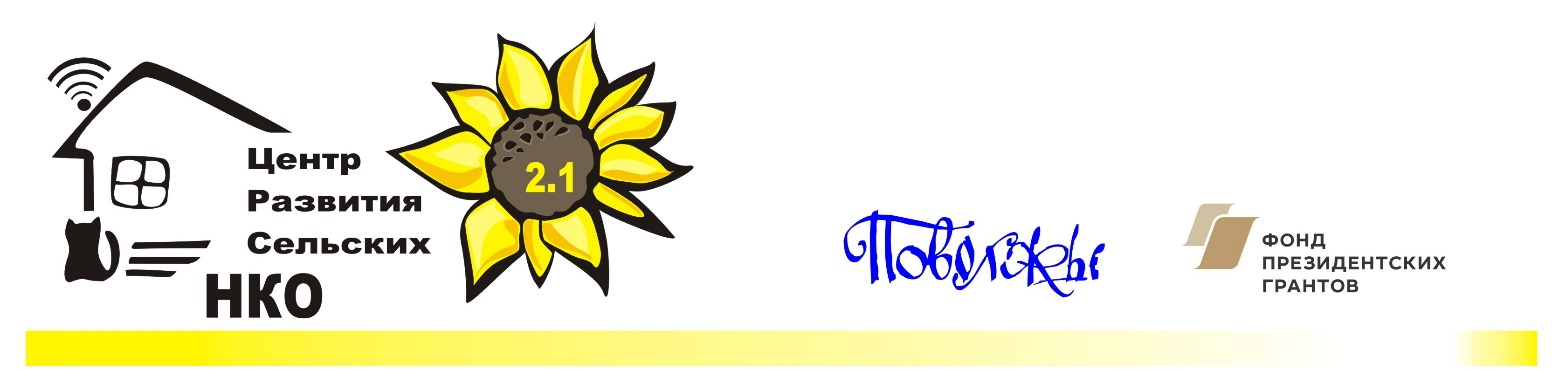 Центр
Развития
Сельских
НКО
2.1
Поволжье
ФОНД
ПРЕЗИДЕНТСКИХ
ГРАНТОВ